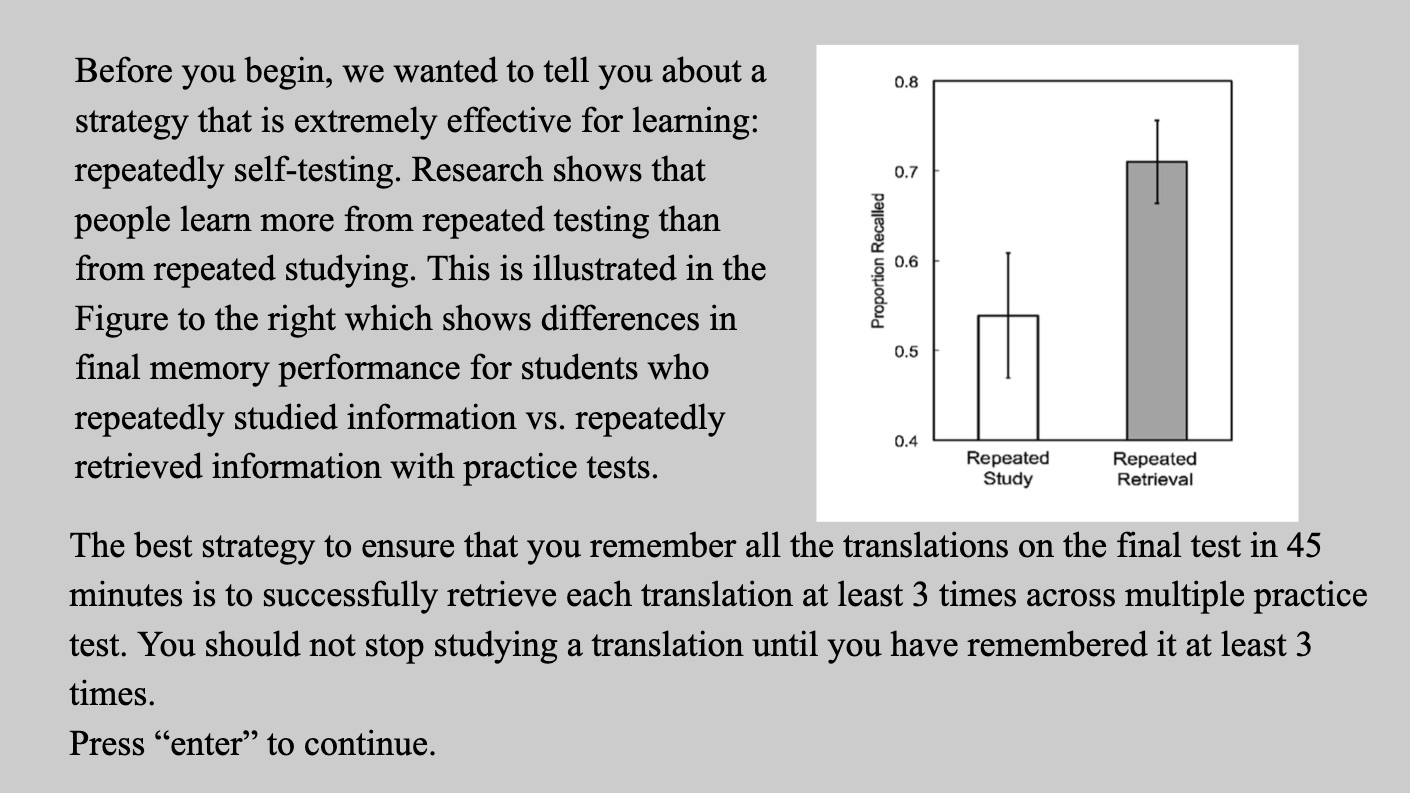 Before you begin, we wanted to tell you about a
strategy that is extremely effective for learning:
repeatedly self-testing. Research shows that
people learn more from repeated testing than
from repeated studying. This is illustrated in the
Figure to the right which shows differences in
final memory performance for students who
repeatedly studied information vs. repeatedly
retrieved information with practice tests.
0.8
0.7
0.6
0.5
0.4
Proportion Recalled
Repeated
Study
Repeated
Retrieval
The best strategy to ensure that you remember all the translations on the final test in 45
minutes is to successfully retrieve each translation at least 3 times across multiple practice
test. You should not stop studying a translation until you have remembered it at least 3
times.
Press “enter” to continue.